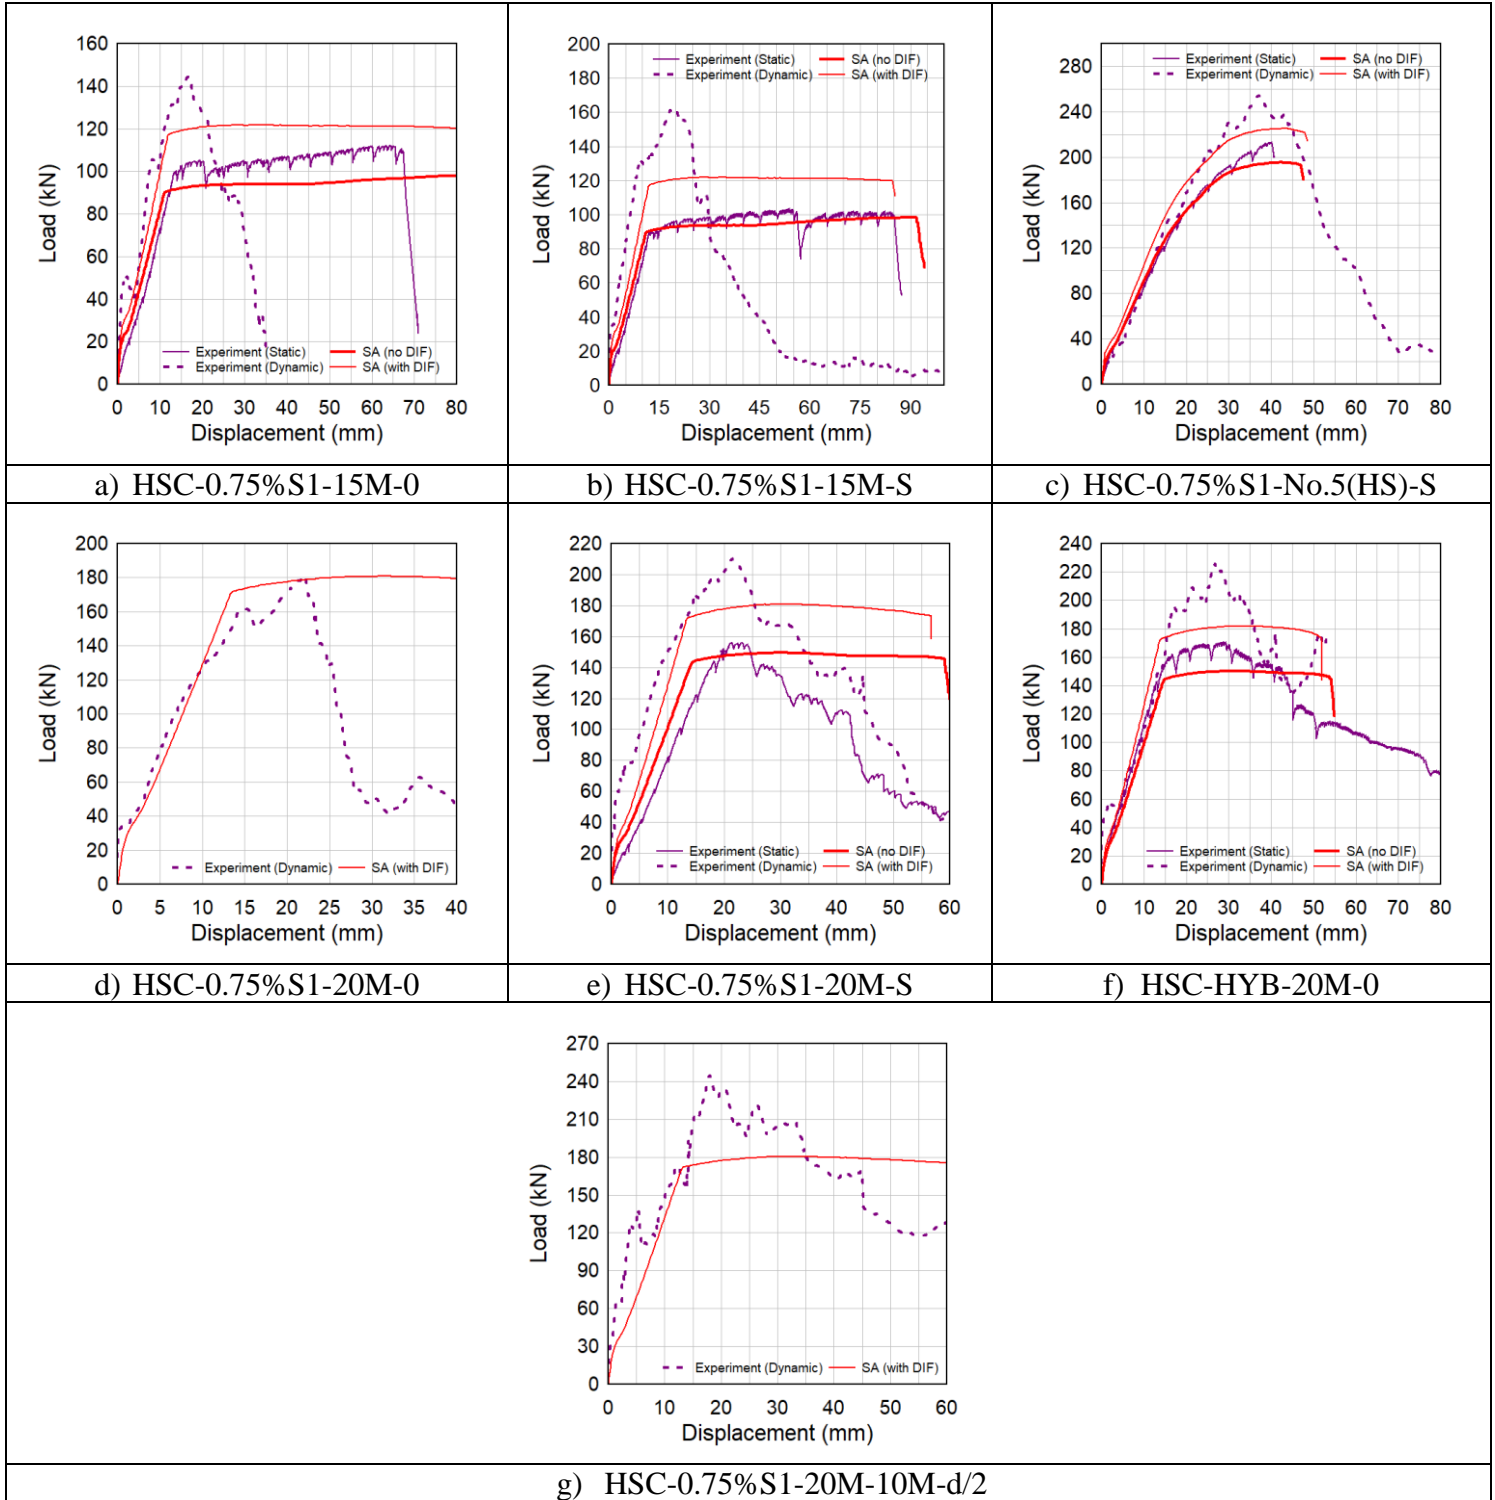 160
140
120
100
80
60
40
20
0
Load (kN)
Experiment (Static) SA (no DIF)
Experiment (Dynamic) SA (with DIF)
0 10 20 30 40 50 60 70 80
Displacement (mm)
a) HSC-0.75%S1-15M-0
200
180
160
140
120
100
80
60
40
20
0
Load (kN)
Experiment (Static) SA (no DIF)
Experiment (Dynamic) SA (with DIF)
0 15 30 45 60 75 90
Displacement (mm)
b) HSC-0.75%S1-15M-S
280
240
200
160
120
80
40
0
Load (kN)
Experiment (Static) SA (no DIF)
Experiment (Dynamic) SA (with DIF)
0 10 20 30 40 50 60 70 80
Displacement (mm)
c) HSC-0.75%S1-No.5(HS)-S
200
180
160
140
120
100
80
60
40
20
0
Load (kN)
Experiment (Dynamic) SA (with DIF)
0 5 10 15 20 25 30 35 40
Displacement (mm)
d) HSC-0.75%S1-20M-0
220
200
180
160
140
120
100
80
60
40
20
0
Load (kN)
Experiment (Static) SA (no DIF)
Experiment (Dynamic) SA (with DIF)
0 10 20 30 40 50 60
Displacement (mm)
e) HSC-0.75%S1-20M-S
240
220
200
180
160
140
120
100
80
60
40
20
0
Load (kN)
Experiment (Static) SA (no DIF)
Experiment (Dynamic) SA (with DIF)
0 10 20 30 40 50 60 70 80
Displacement (mm)
f) HSC-HYB-20M-0
270
240
210
180
150
120
90
60
30
0
Load (kN)
Experiment (Dynamic) SA (with DIF)
0 10 20 30 40 50 60
Displacement (mm)
g) HSC-0.75%S1-20M-10M-d/2